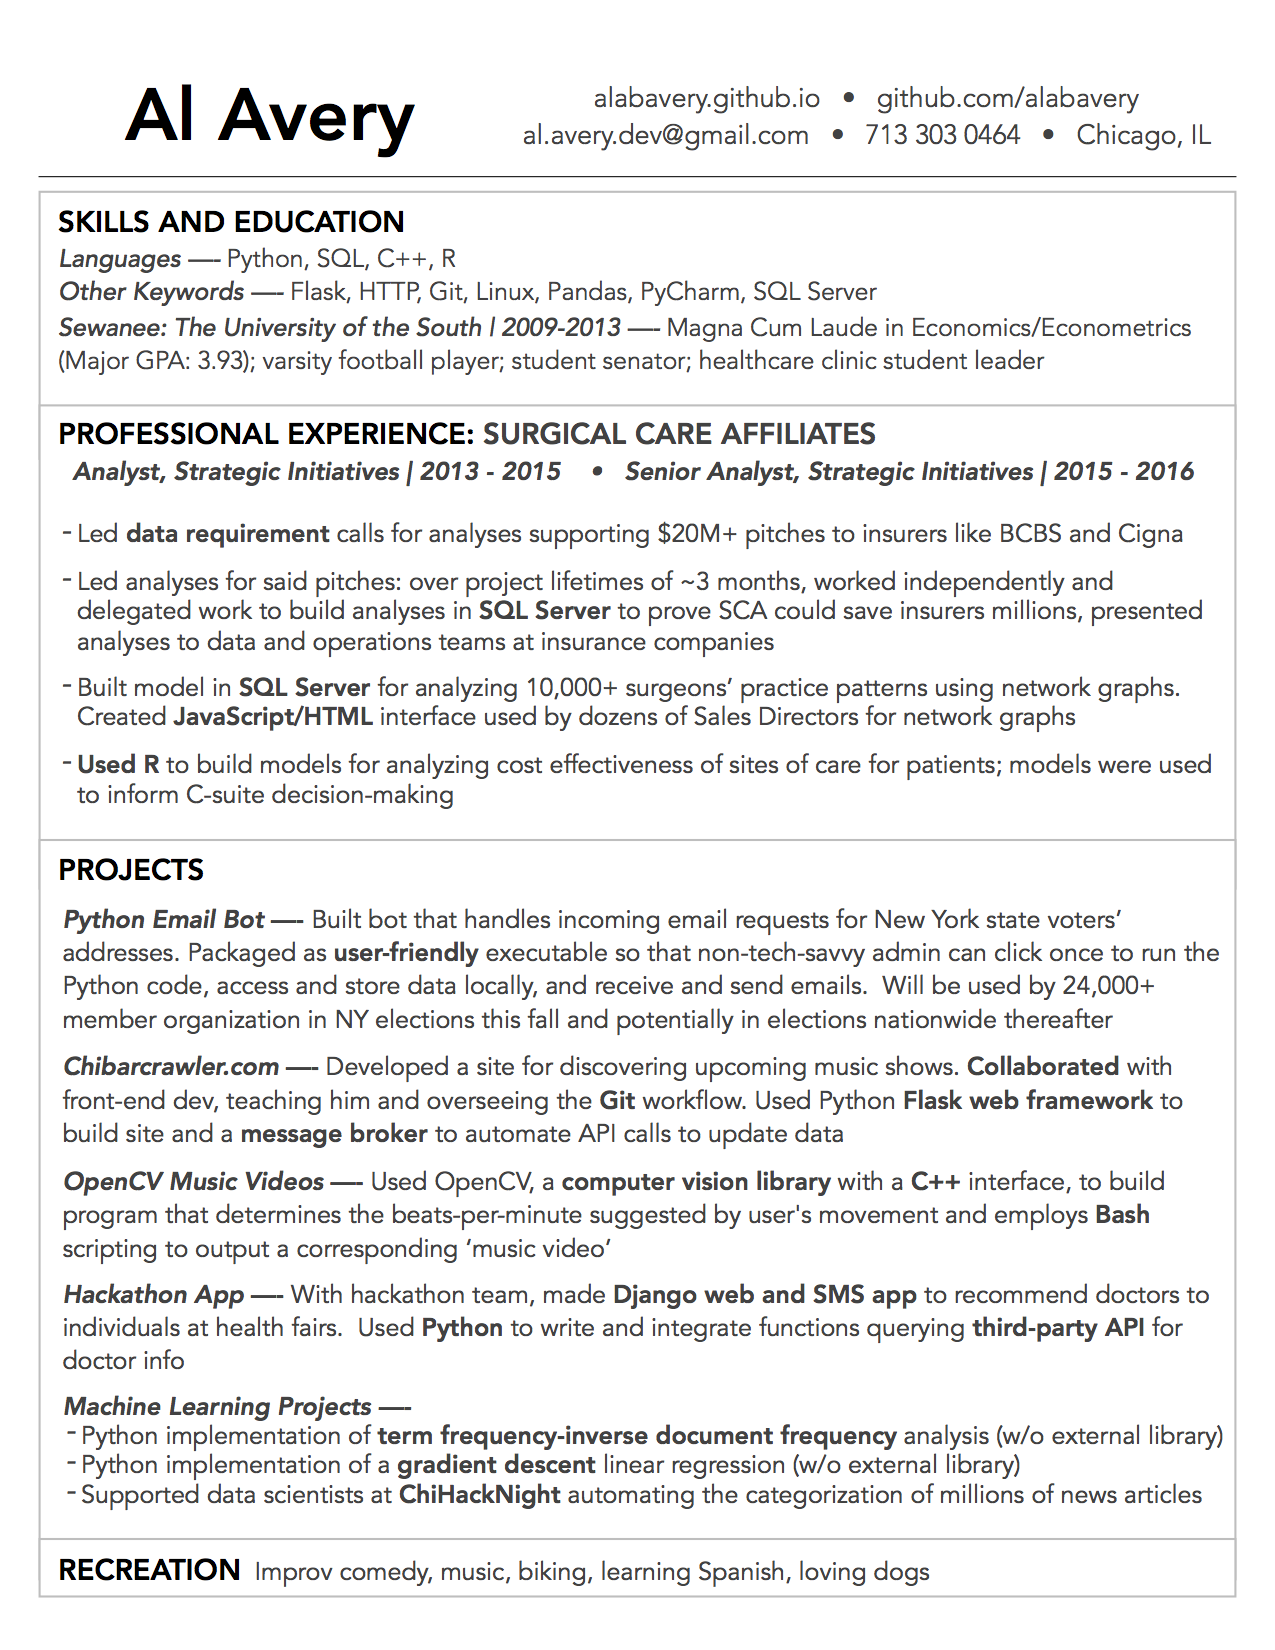 Al Avery
alabavery.github.io • github.com/alabavery
al.avery.dev@gmail.com • 713 303 0464 • Chicago, IL
SKILLS AND EDUCATION
Languages —- Python, SQL, C++, R
Other Keywords —- Flask, HTTP, Git, Linux, Pandas, PyCharm, SQL Server
Sewanee: The University of the South | 2009-2013 —- Magna Cum Laude in Economics/Econometrics
(Major GPA: 3.93); varsity football player; student senator; healthcare clinic student leader
PROFESSIONAL EXPERIENCE: SURGICAL CARE AFFILIATES
Analyst, Strategic Initiatives | 2013 - 2015 • Senior Analyst, Strategic Initiatives | 2015 - 2016
- Led data requirement calls for analyses supporting $20M+ pitches to insurers like BCBS and Cigna
- Led analyses for said pitches: over project lifetimes of ~3 months, worked independently and
delegated work to build analyses in SQL Server to prove SCA could save insurers millions, presented
analyses to data and operations teams at insurance companies
- Built model in SQL Server for analyzing 10,000+ surgeons’ practice patterns using network graphs.
Created JavaScript/HTML interface used by dozens of Sales Directors for network graphs
- Used R to build models for analyzing cost effectiveness of sites of care for patients; models were used
to inform C-suite decision-making
PROJECTS
Python Email Bot —- Built bot that handles incoming email requests for New York state voters’
addresses. Packaged as user-friendly executable so that non-tech-savvy admin can click once to run the
Python code, access and store data locally, and receive and send emails.  Will be used by 24,000+
member organization in NY elections this fall and potentially in elections nationwide thereafter
Chibarcrawler.com —- Developed a site for discovering upcoming music shows. Collaborated with
front-end dev, teaching him and overseeing the Git workflow. Used Python Flask web framework to
build site and a message broker to automate API calls to update data
OpenCV Music Videos —- Used OpenCV, a computer vision library with a C++ interface, to build
program that determines the beats-per-minute suggested by user's movement and employs Bash
scripting to output a corresponding ‘music video’
Hackathon App —- With hackathon team, made Django web and SMS app to recommend doctors to
individuals at health fairs.  Used Python to write and integrate functions querying third-party API for
doctor info
Machine Learning Projects —-
- Python implementation of term frequency-inverse document frequency analysis (w/o external library)
- Python implementation of a gradient descent linear regression (w/o external library)
- Supported data scientists at ChiHackNight automating the categorization of millions of news articles
RECREATION Improv comedy, music, biking, learning Spanish, loving dogs